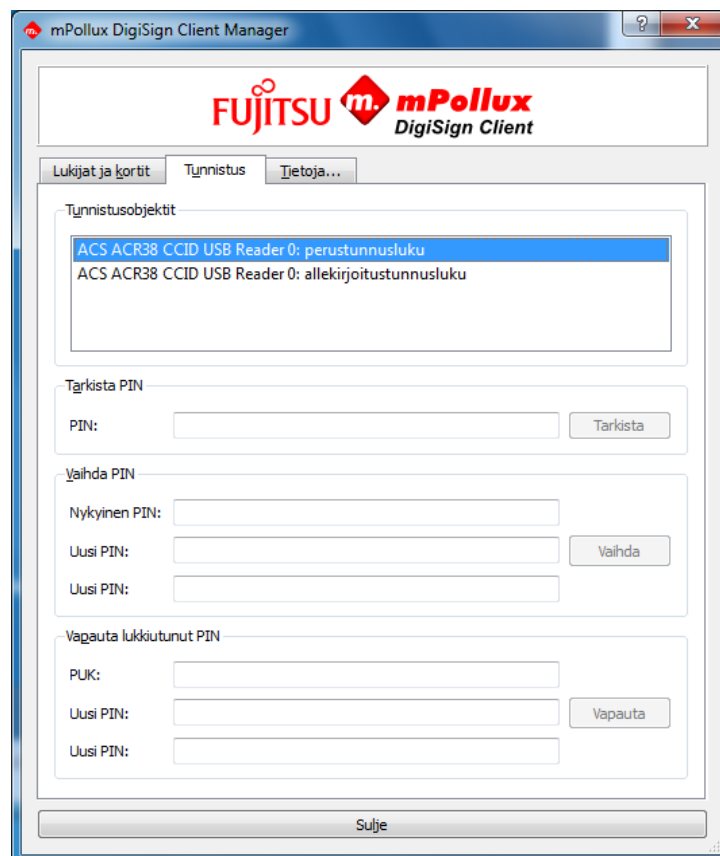 mPollux DigiSign Client Manager
?
FUJITSU m. mPollux
DigiSign Client
Lukijat ja kortit Tunnistus Tietoja...
Tunnistusobjektit
ACS ACR38 CCID USB Reader 0: perustunnusluku
ACS ACR38 CCID USB Reader 0: allekirjoitustunnusluku
Tarkista PIN
PIN: Tarkista
Vaihda PIN
Nykyinen PIN:
Uusi PIN: Vaihda
Uusi PIN:
Vapauta lukkiutunut PIN
PUK:
Uusi PIN: Vapauta
Uusi PIN:
Sulje